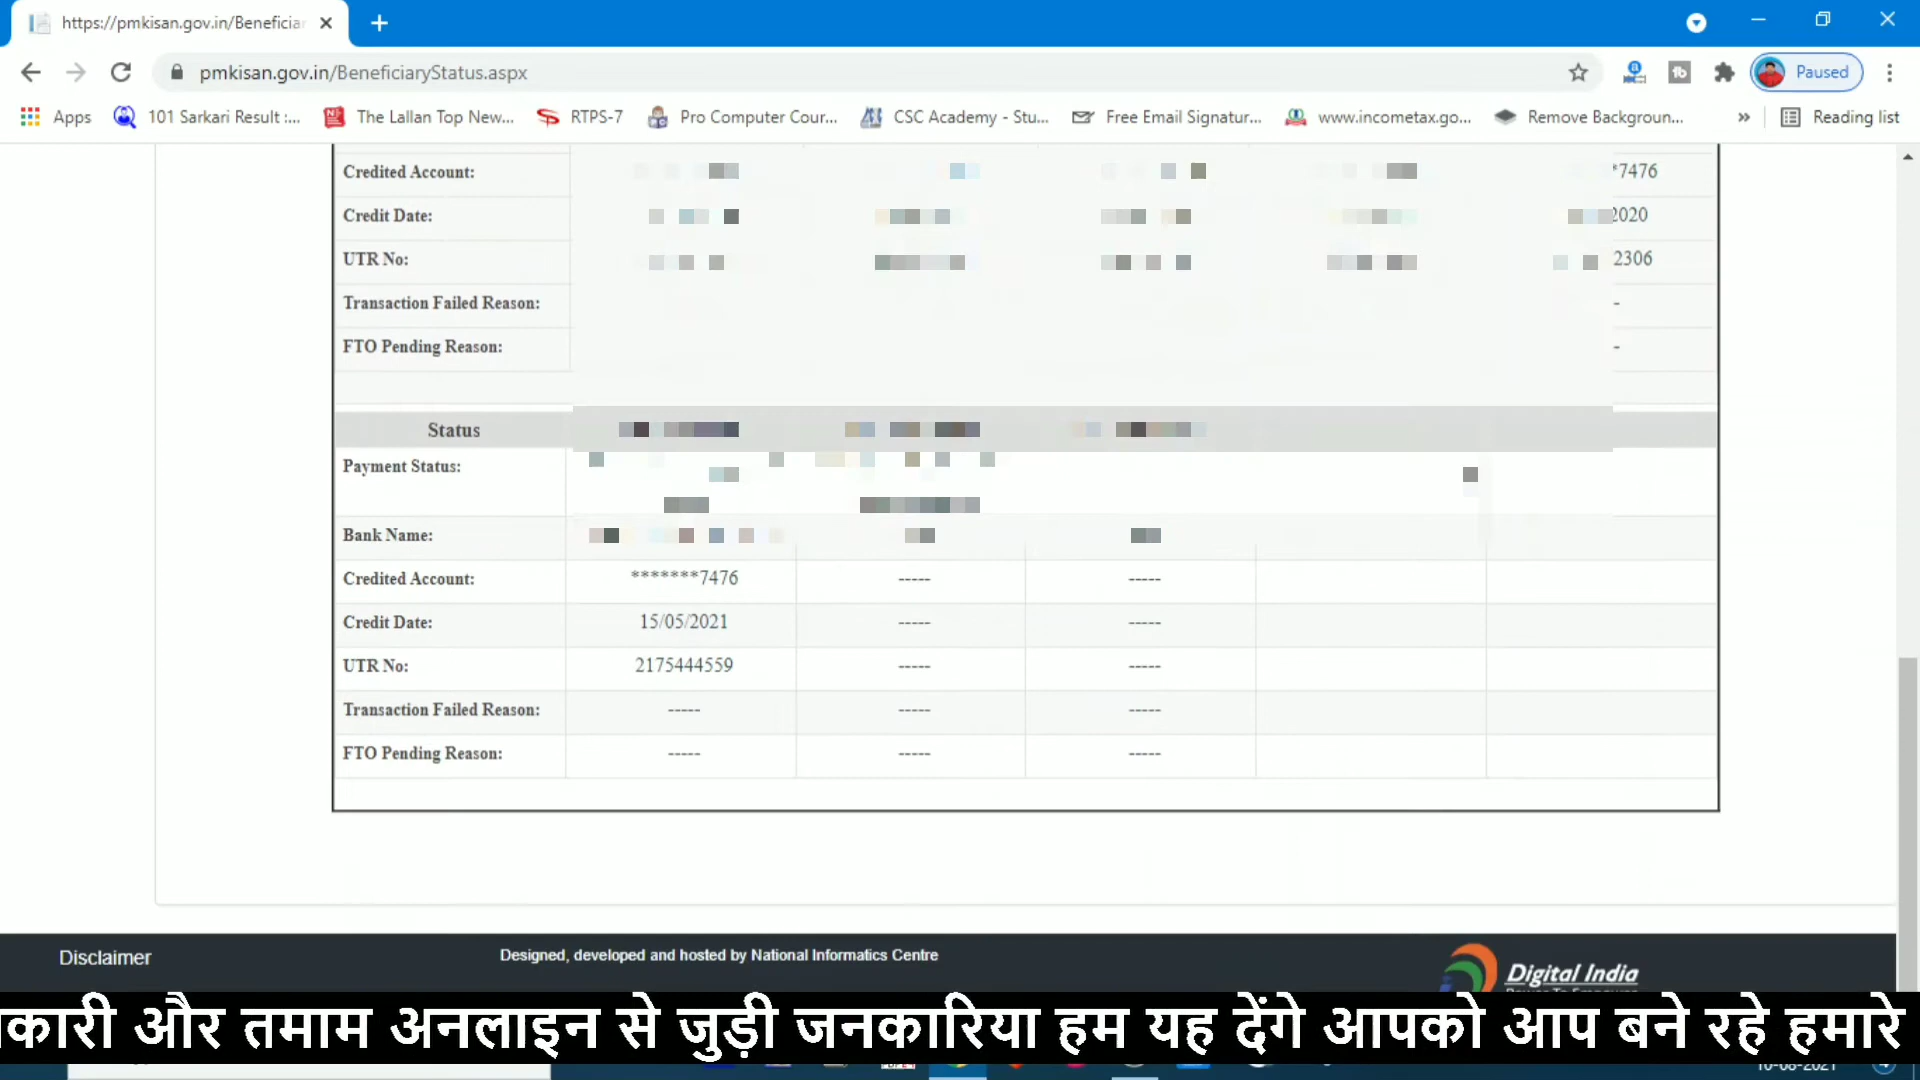 https://pmkisan.gov.in/Beneficiar
pmkisan.gov.in/BeneficiaryStatus.aspx
Paused
Apps
101 Sarkari Result :...
The Lallan Top New...
RTPS-7
Pro Computer Cour...
CSC Academy - Stu...
Free Email Signatur...
www.incometax.go...
Remove Backgroun...
Reading list
Credited Account: *7476
Credit Date: 2020
UTR No: 2306
Transaction Failed Reason: -
FTO Pending Reason: -
Status
Payment Status:
Bank Name:
Credited Account: *******7476 ----- -----
Credit Date: 15/05/2021 ----- -----
UTR No: 2175444559 ----- -----
Transaction Failed Reason: ----- ----- -----
FTO Pending Reason: ----- ----- -----
Disclaimer
Designed, developed and hosted by National Informatics Centre
Digital India
कारी और तमाम अनलाइन से जुड़ी जनकारिया हम यह देंगे आपको आप बने रहे हमारे
10-08-2021